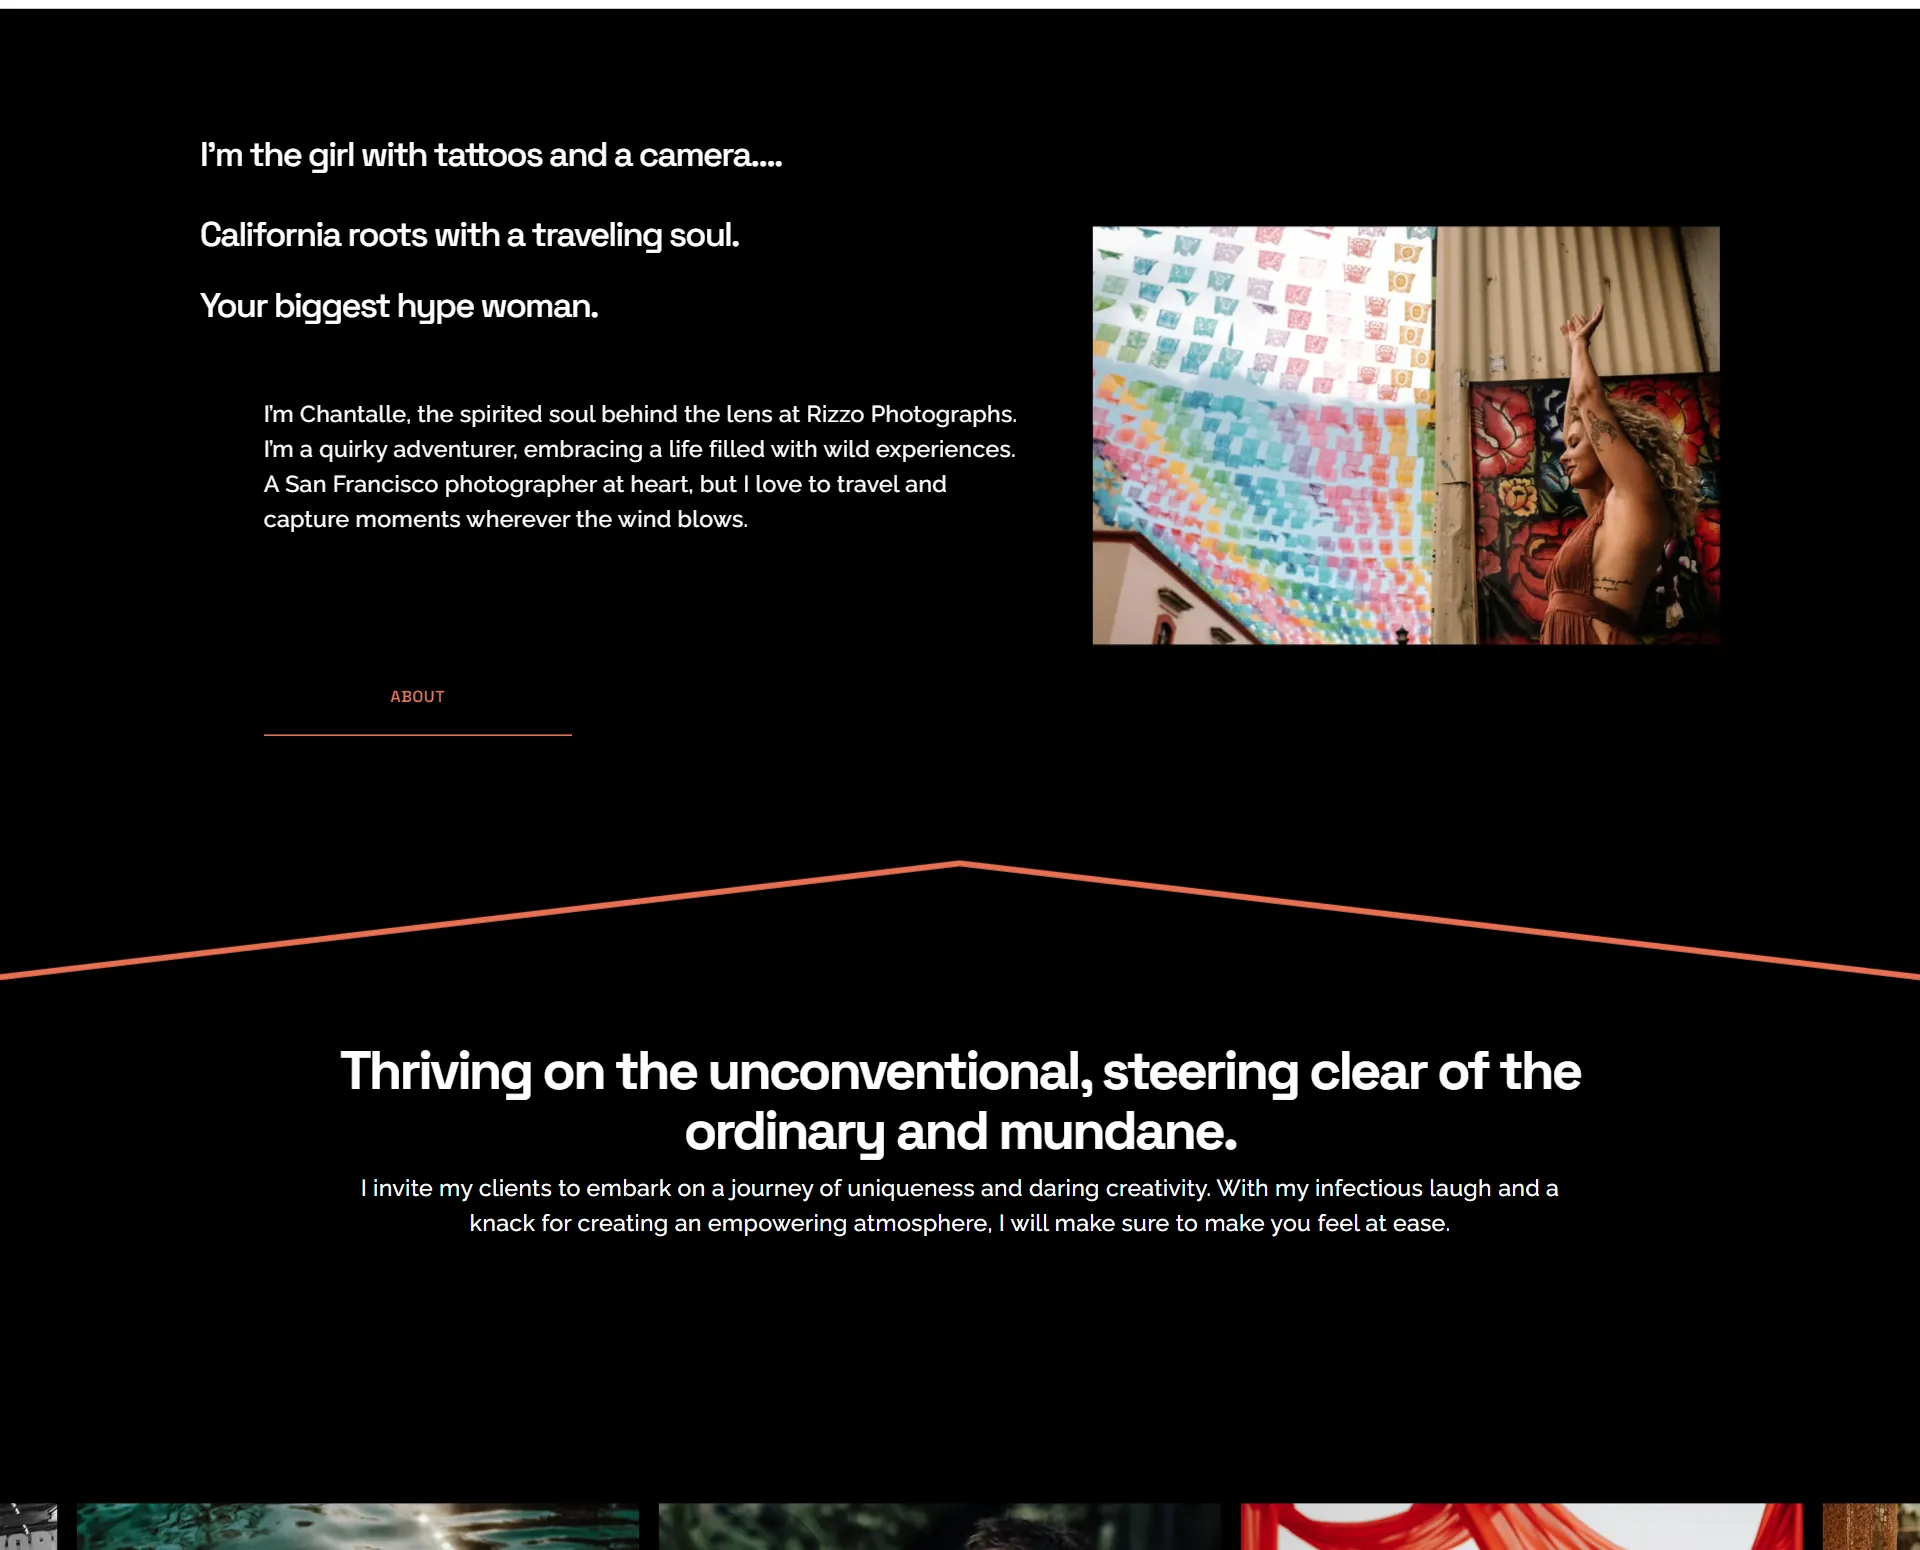 I'm the girl with tattoos and a camera....
California roots with a traveling soul.
Your biggest hype woman.
I'm Chantalle, the spirited soul behind the lens at Rizzo Photographs.
I'm a quirky adventurer, embracing a life filled with wild experiences.
A San Francisco photographer at heart, but I love to travel and
capture moments wherever the wind blows.
ABOUT
Thriving on the unconventional, steering clear of the
ordinary and mundane.
I invite my clients to embark on a journey of uniqueness and daring creativity. With my infectious laugh and a
knack for creating an empowering atmosphere, I will make sure to make you feel at ease.